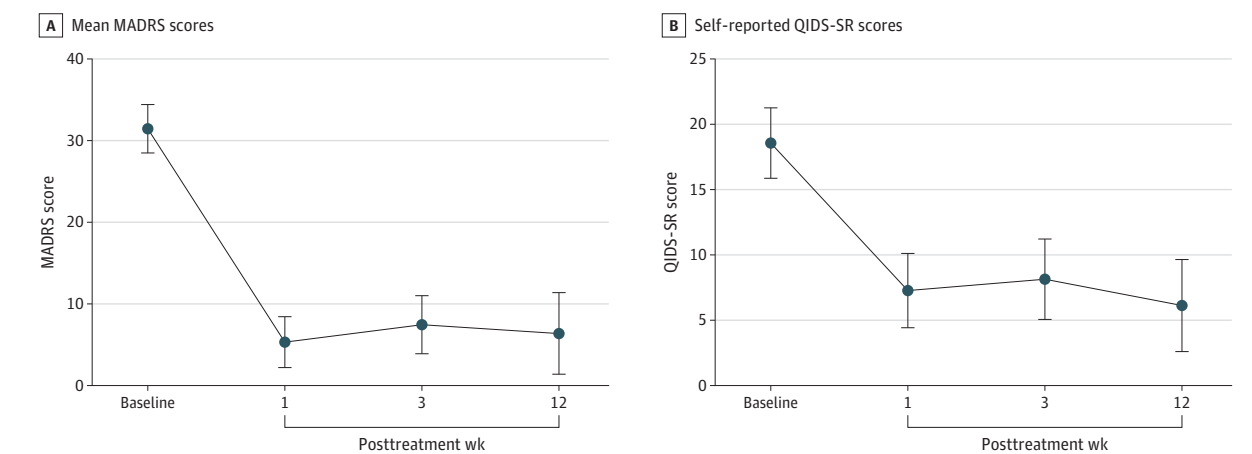 A Mean MADRS scores
40
30
20
10
0
MADRS score
Baseline 1 3 12
Posttreatment wk
B Self-reported QIDS-SR scores
25
20
15
10
5
0
QIDS-SR score
Baseline 1 3 12
Posttreatment wk